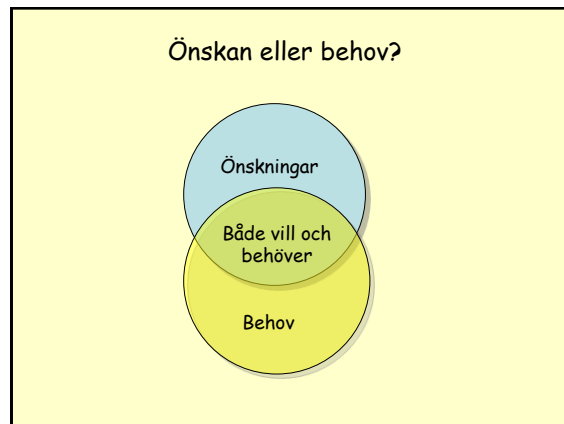 Önskan eller behov?
Önskningar
Både vill och
behöver
Behov